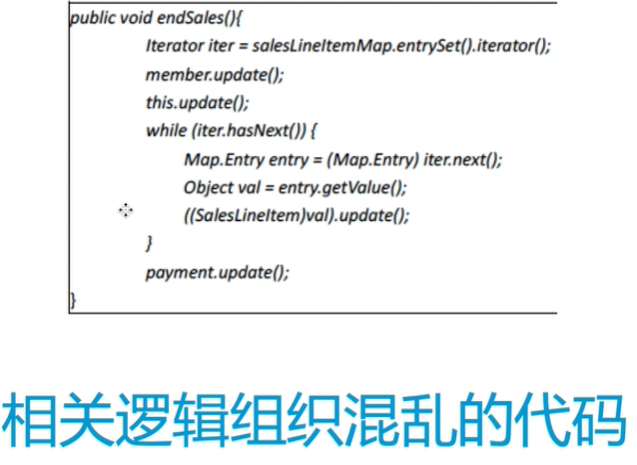 public void endSales(){
Iterator iter = salesLineItemMap.entrySet().iterator();
member.update();
this.update();
while (iter.hasNext()) {
Map.Entry entry = (Map.Entry) iter.next();
Object val = entry.getValue();
((SalesLineItem)val).update();
}
payment.update();
}
相关逻辑组织混乱的代码